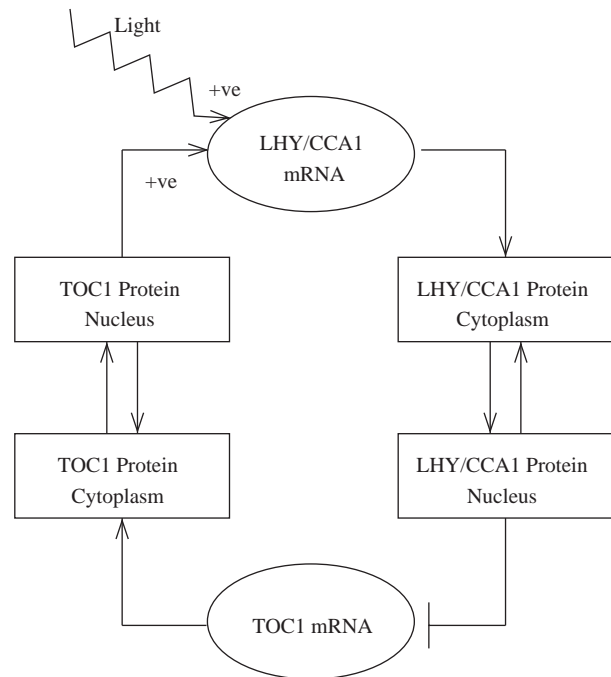 Light
+ve
LHY/CCA1
mRNA
+ve
TOC1 Protein
Nucleus
LHY/CCA1 Protein
Cytoplasm
TOC1 Protein
Cytoplasm
LHY/CCA1 Protein
Nucleus
TOC1 mRNA